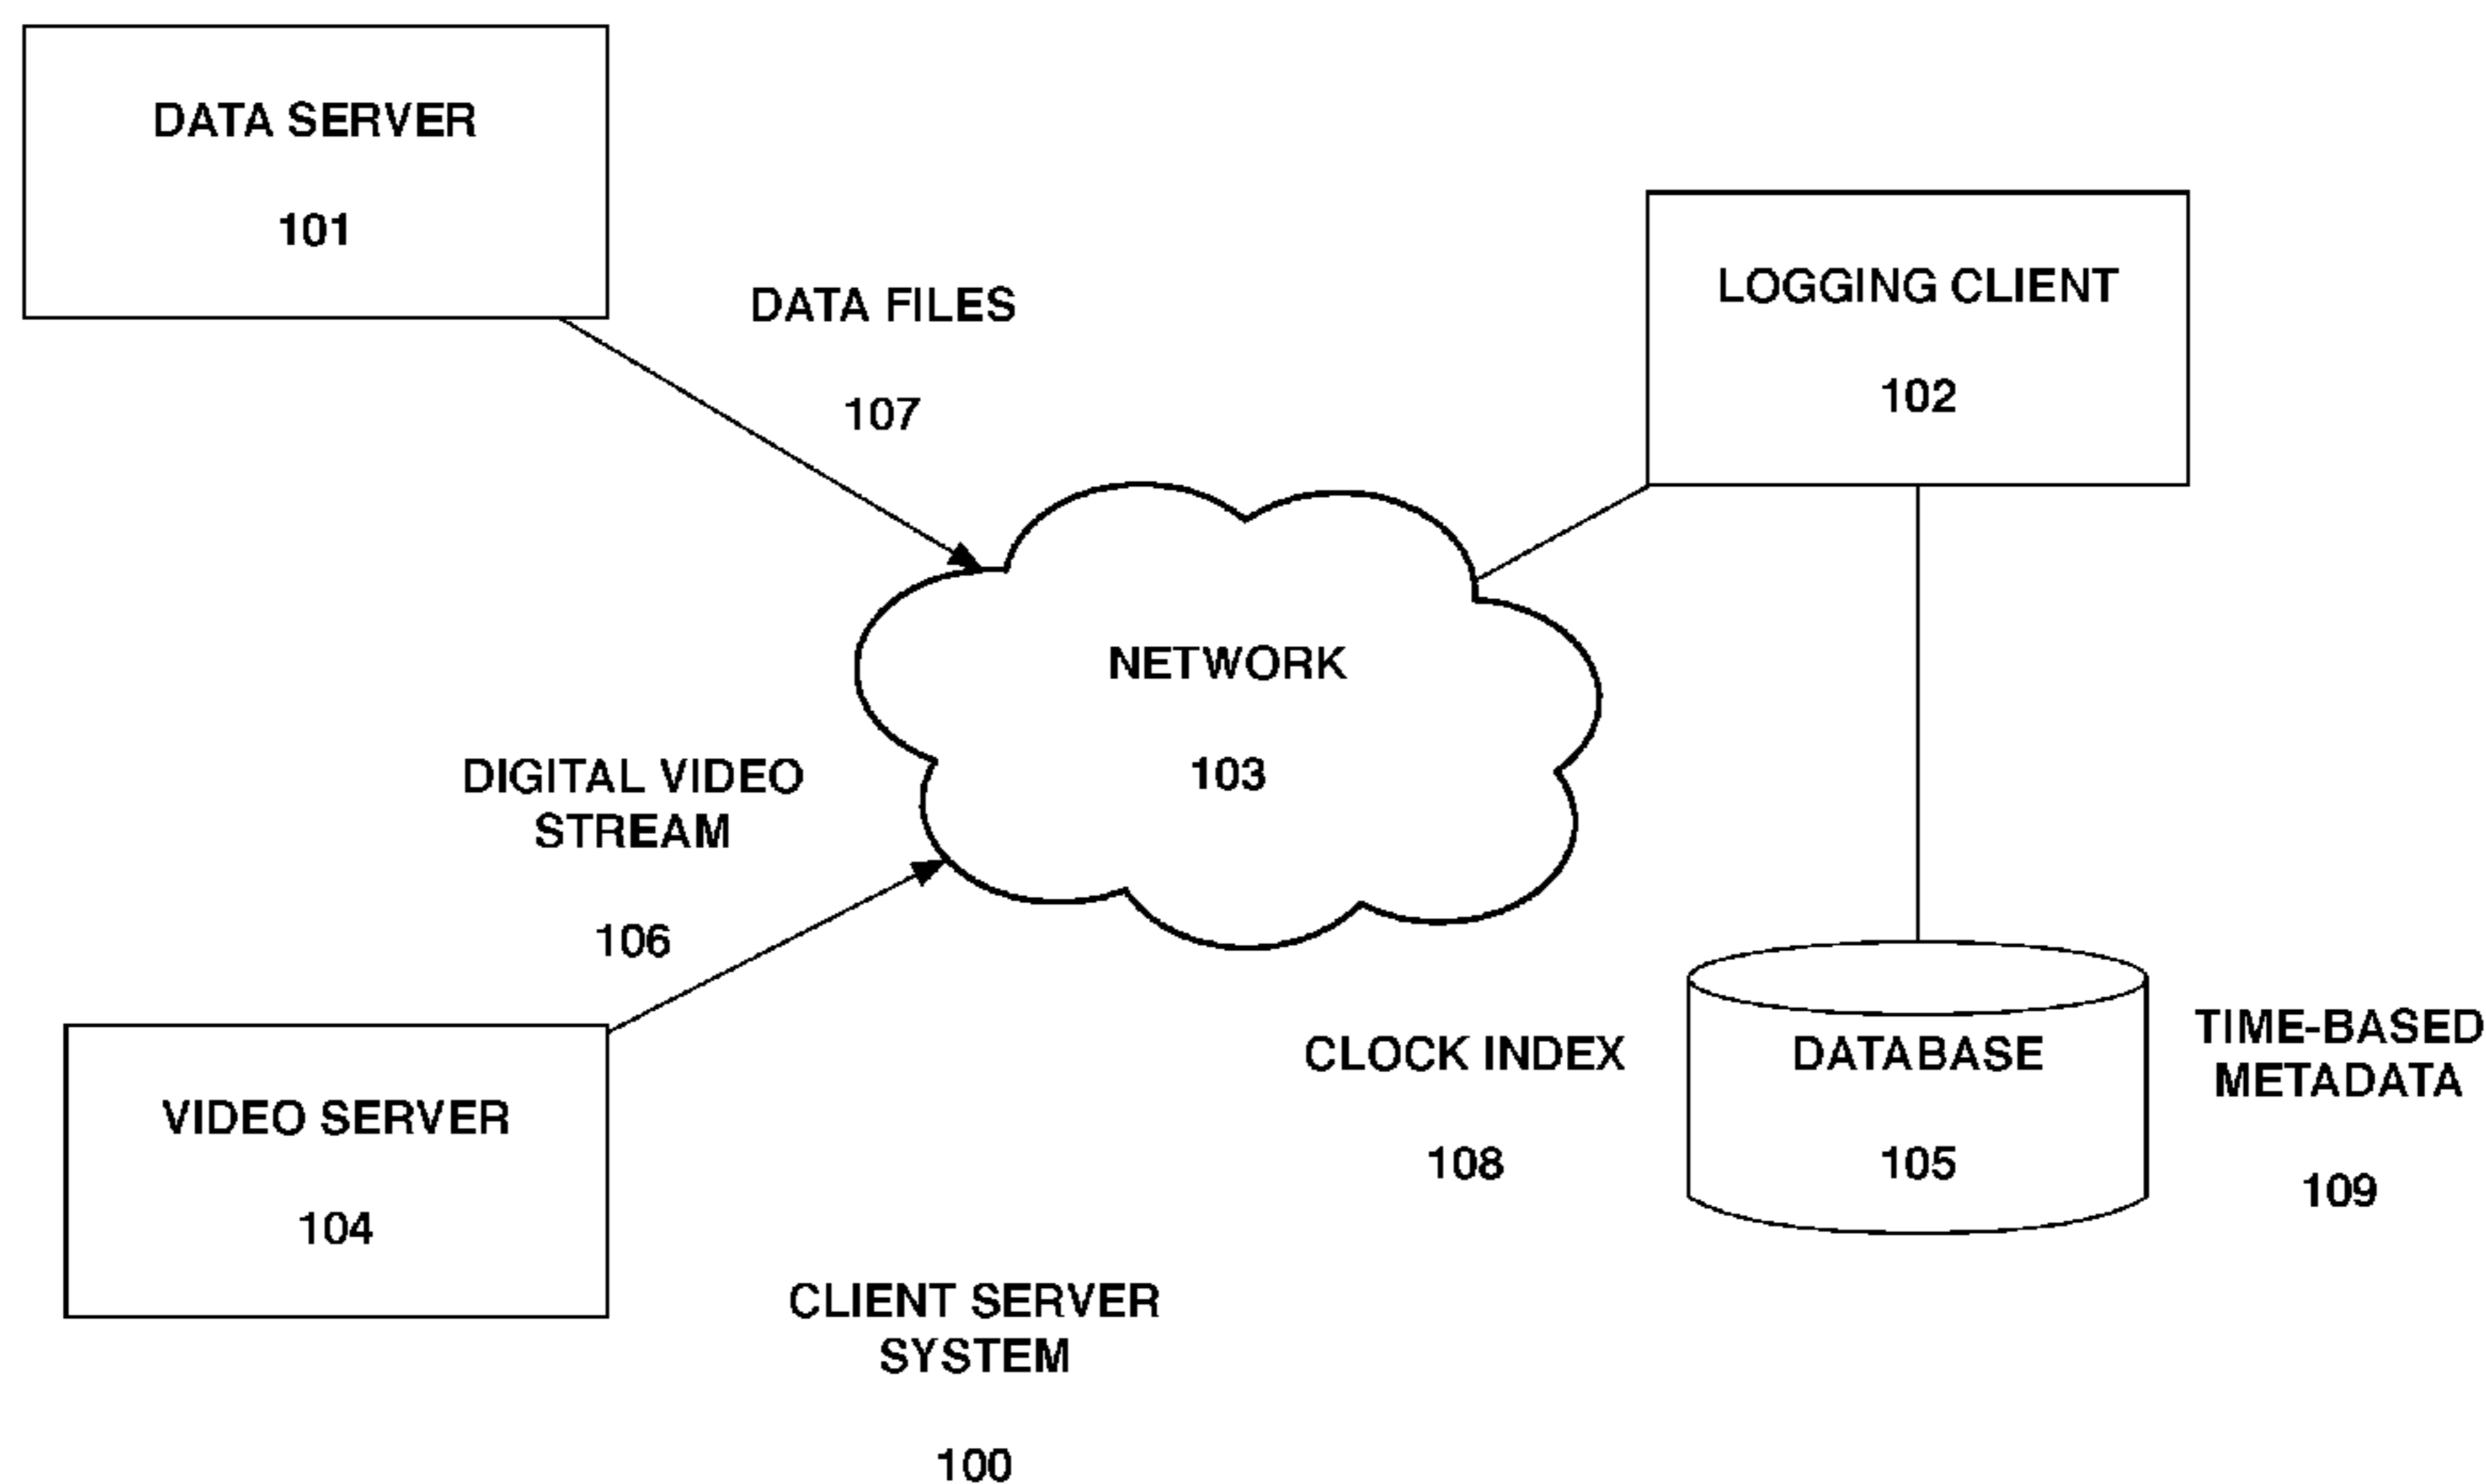 DATA SERVER
101
DATA FILES
107
LOGGING CLIENT
102
NETWORK
103
DIGITAL VIDEO
STREAM
106
VIDEO SERVER
104
CLOCK INDEX
108
DATABASE
105
TIME-BASED
METADATA
109
CLIENT SERVER
SYSTEM
100